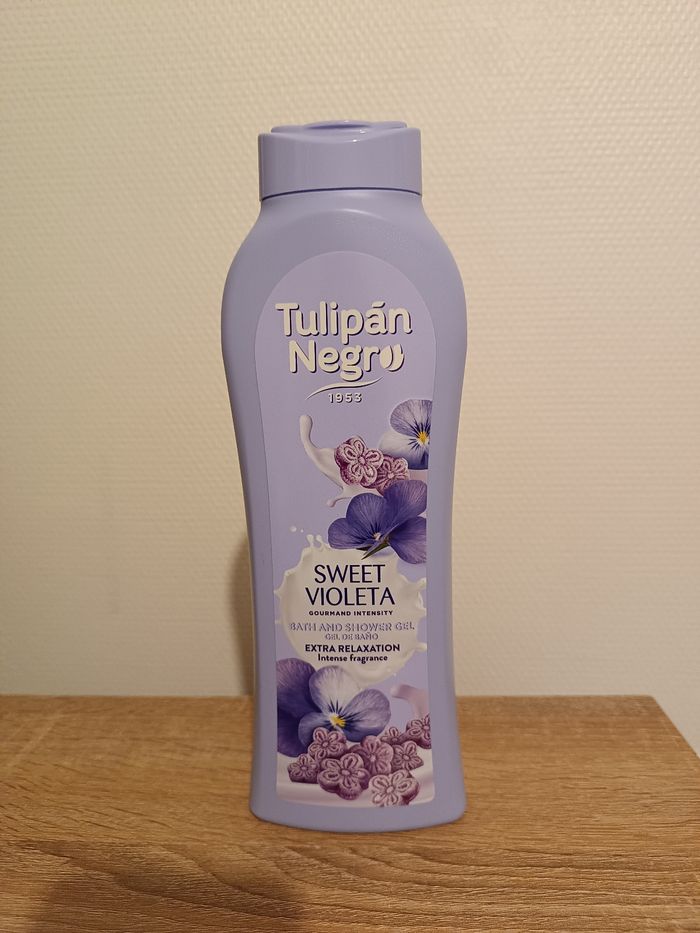 Tulipán
Negro
1953
SWEET
VIOLETA
GOURMAND INTENSITY
BATH AND SHOWER GEL
GEL DE BAÑO
EXTRA RELAXATION
Intense fragrance